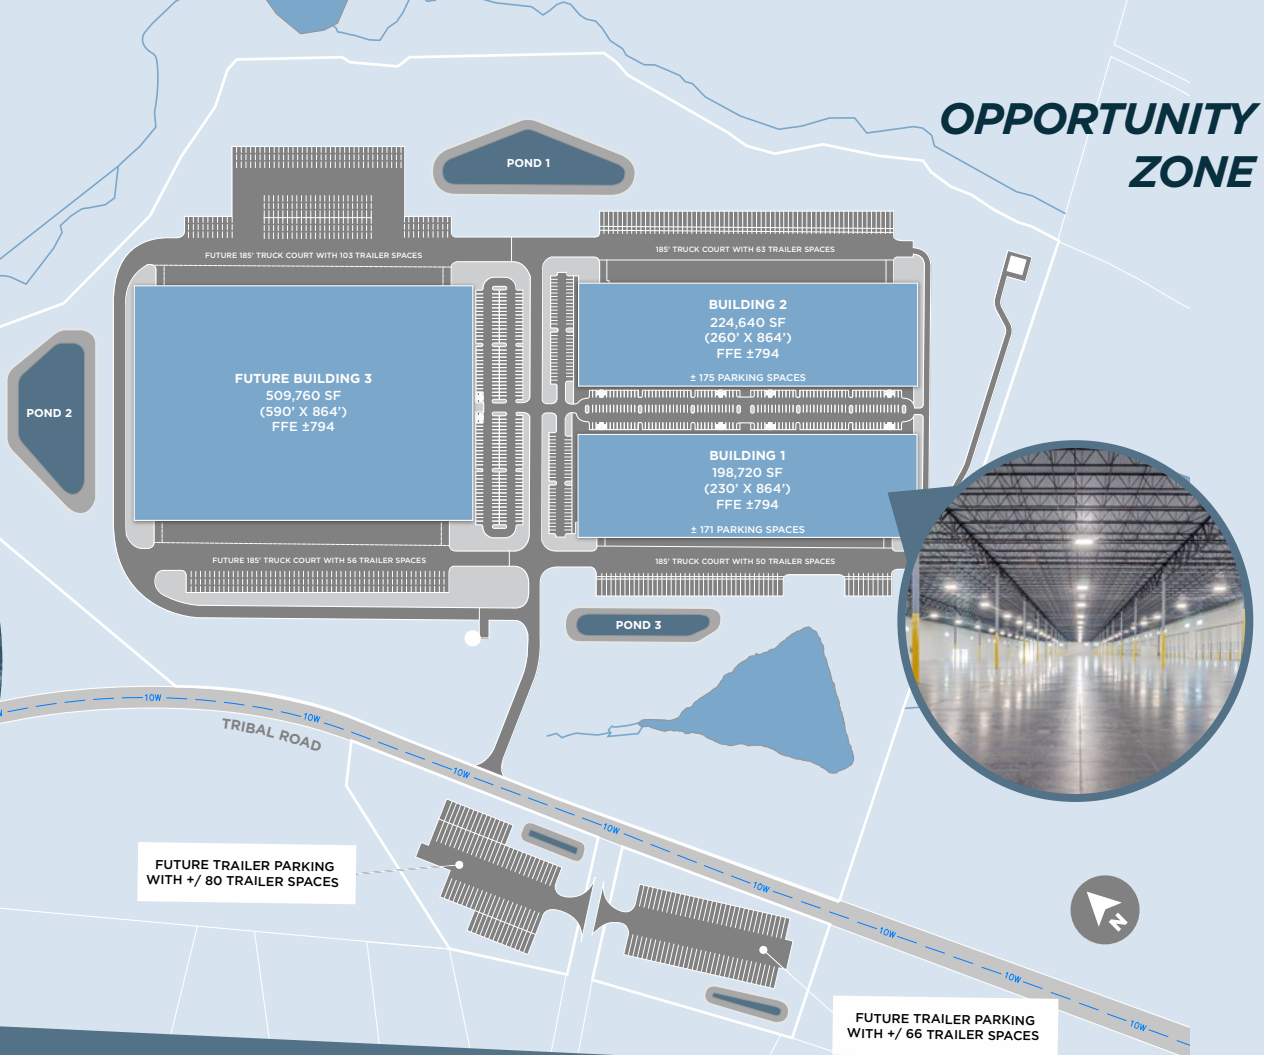 OPPORTUNITY
ZONE
POND 1
FUTURE 185' TRUCK COURT WITH 103 TRAILER SPACES
185' TRUCK COURT WITH 63 TRAILER SPACES
BUILDING 2
224,640 SF
(260' X 864')
FFE ±794
± 175 PARKING SPACES
FUTURE BUILDING 3
509,760 SF
(590' X 864')
FFE ±794
POND 2
BUILDING 1
198,720 SF
(230' X 864')
FFE ±794
± 171 PARKING SPACES
FUTURE 185' TRUCK COURT WITH 56 TRAILER SPACES
185' TRUCK COURT WITH 50 TRAILER SPACES
POND 3
10W
10W
TRIBAL ROAD
10W
10W
10W
10W
10W
10W
FUTURE TRAILER PARKING
WITH +/ 80 TRAILER SPACES
N
FUTURE TRAILER PARKING
WITH +/ 66 TRAILER SPACES